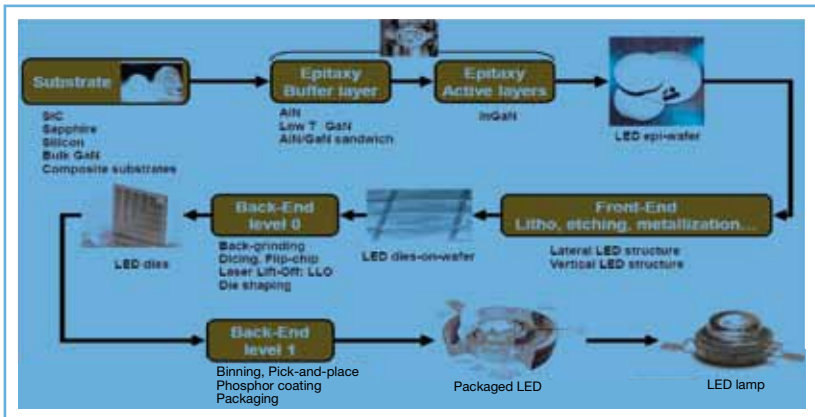 Substrate
SiC
Sapphire
Silicon
Bulk GaN
Composite substrates
Epitaxy
Buffer layer
AlN
Low T GaN
AlN/GaN sandwich
Epitaxy
Active layers
InGaN
LED epi-wafer
Front-End
Litho, etching, metallization...
Lateral LED structure
Vertical LED structure
LED dies-on-wafer
Back-End
level 0
Back-grinding
Dicing, Flip-chip
Laser Lift-Off: LLO
Die shaping
LED dies
Back-End
level 1
Binning, Pick-and-place
Phosphor coating
Packaging
Packaged LED
LED lamp